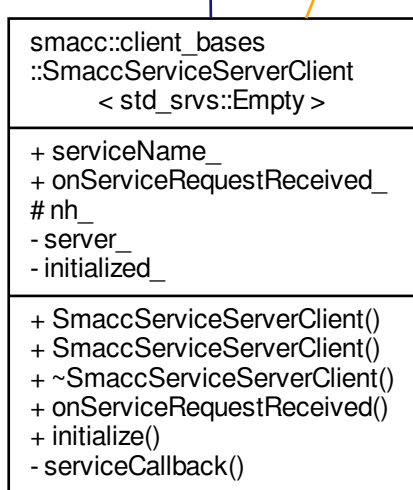 smacc::client_bases
::SmaccServiceServerClient
< std_srvs::Empty >
+ serviceName_
+ onServiceRequestReceived_
# nh_
- server_
- initialized_
+ SmaccServiceServerClient()
+ SmaccServiceServerClient()
+ ~SmaccServiceServerClient()
+ onServiceRequestReceived()
+ initialize()
- serviceCallback()